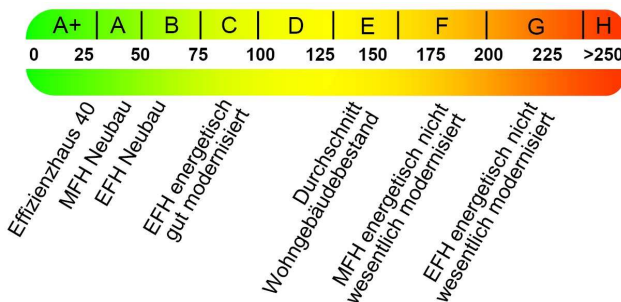 A+ A B C D E F G H
0 25 50 75 100 125 150 175 200 225 >250
Effizienzhaus 40
MFH Neubau
EFH Neubau
EFH energetisch
gut modernisiert
Durchschnitt
Wohngebäudebestand
MFH energetisch nicht
wesentlich modernisiert
EFH energetisch nicht
wesentlich modernisiert